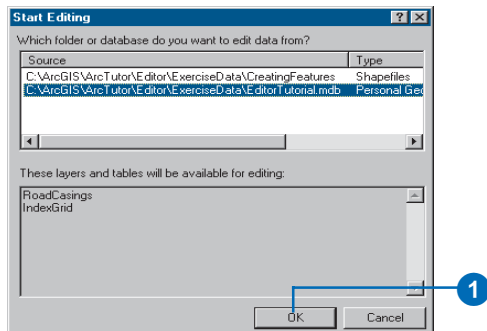 Start Editing
Which folder or database do you want to edit data from?
Source Type
C:\ArcGIS\ArcTutor\Editor\ExerciseData\CreatingFeatures Shapefiles
C:\ArcGIS\ArcTutor\Editor\ExerciseData\EditorTutorial.mdb Personal Geo
These layers and tables will be available for editing:
RoadCasings
IndexGrid
1
OK Cancel